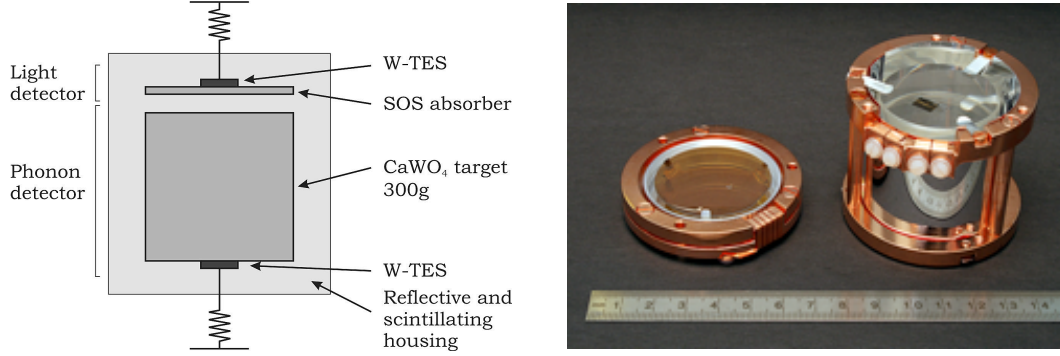 Light
detector
Phonon
detector
W-TES
SOS absorber
CaWO₄ target
300g
W-TES
Reflective and
scintillating
housing
1 2 3 4 5 6 7 8 9 10 11 12 13 14